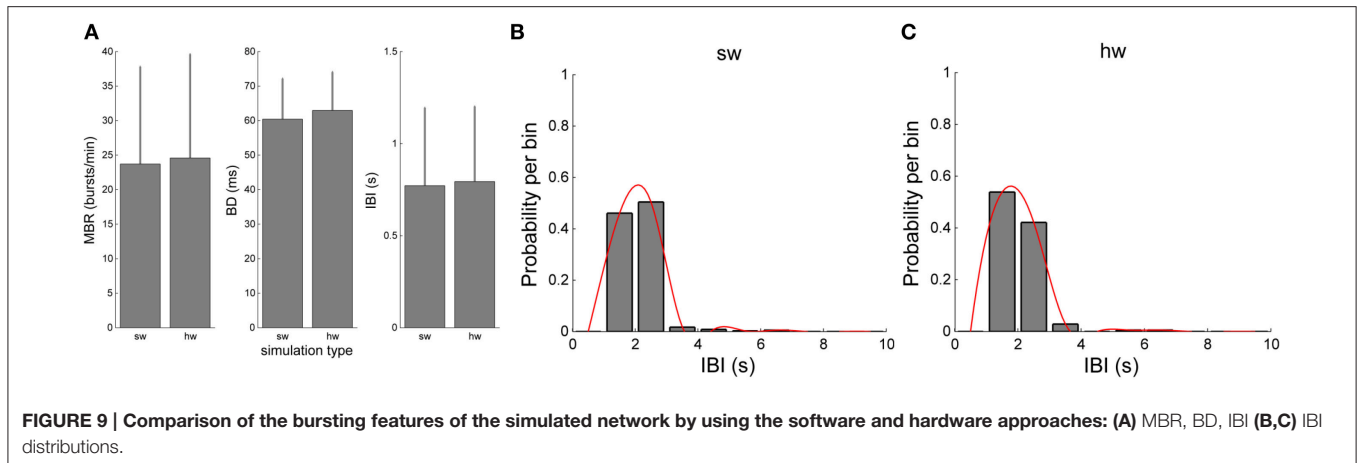 A
MBR (bursts/min)
40
35
30
25
20
15
10
5
0
sw
hw
BD (ms)
80
70
60
50
40
30
20
10
0
sw
hw
simulation type
IBI (s)
1.5
1
0.5
0
sw
hw
B
sw
Probability per bin
1
0.8
0.6
0.4
0.2
0
0 2 4 6 8 10
IBI (s)
C
hw
Probability per bin
1
0.8
0.6
0.4
0.2
0
0 2 4 6 8 10
IBI (s)
FIGURE 9 | Comparison of the bursting features of the simulated network by using the software and hardware approaches: (A) MBR, BD, IBI (B,C) IBI
distributions.